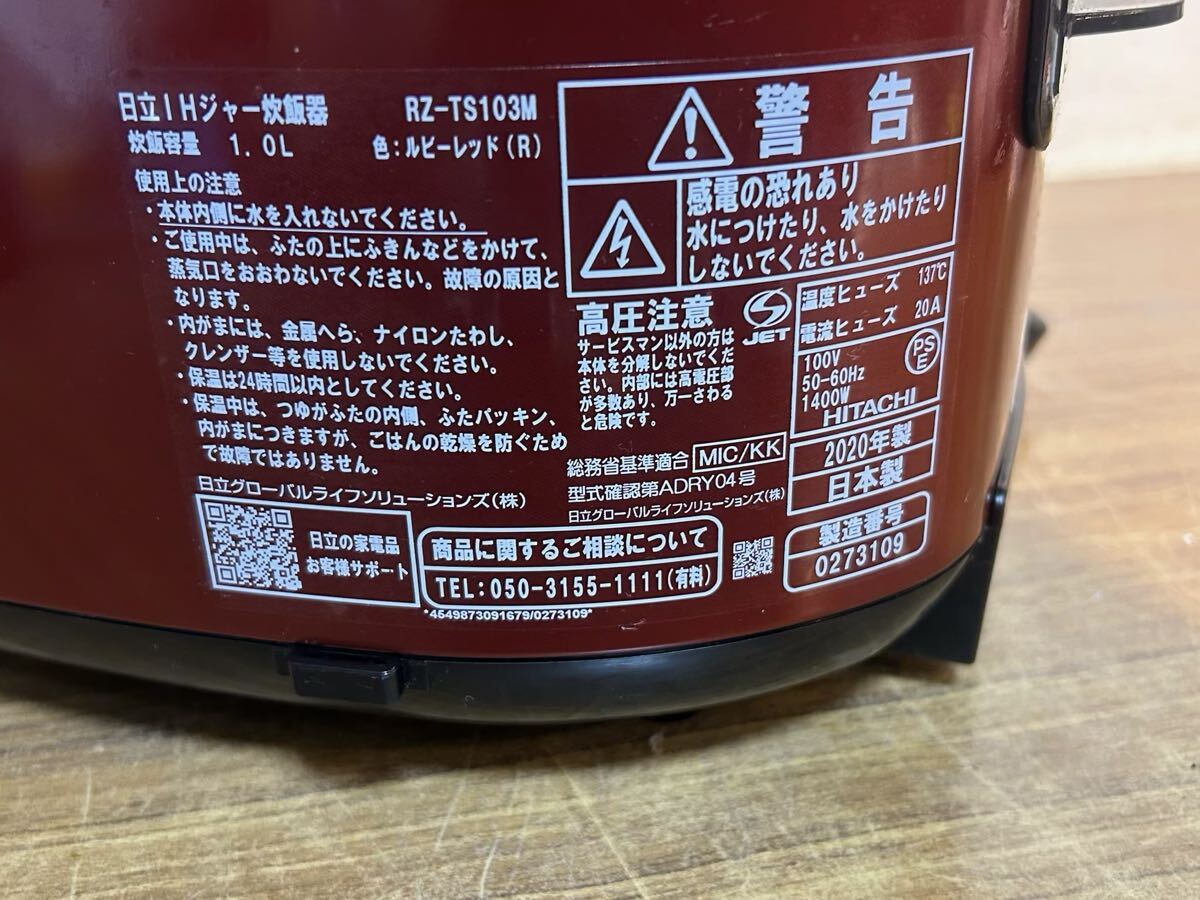 日立IHジャー炊飯器 RZ-TS103M
炊飯容量 1.0L 色:ルビーレッド(R)
使用上の注意
・本体内側に水を入れないでください。
・ご使用中は、ふたの上にふきんなどをかけて、
蒸気口をおおわないでください。故障の原因と
なります。
・内がまには、金属へら、ナイロンたわし、
クレンザー等を使用しないでください。
・保温は24時間以内としてください。
・保温中は、つゆがふたの内側、ふたパッキン、
内がまにつきますが、ごはんの乾燥を防ぐため
で故障ではありません。
日立グローバルライフソリューションズ(株)
日立の家電品
お客様サポート
警告
感電の恐れあり
水につけたり、水をかけたり
しないでください。
高圧注意
サービスマン以外の方は
本体を分解しないでくだ
さい。内部には高電圧部
が多数あり、万一さわる
と危険です。
S
JET
温度ヒューズ 137℃
電流ヒューズ 20A
100V
50-60Hz
1400W
PS
E
HITACHI
2020年製
日本製
総務省基準適合 MIC/KK
型式確認第ADRY04号
日立グローバルライフソリューションズ(株)
商品に関するご相談について
TEL:050-3155-1111(有料)
*4549873091679/0273109*
製造番号
0273109